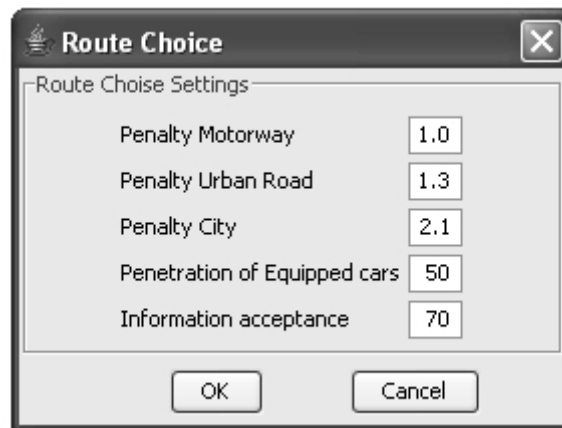 Route Choice
Route Choise Settings
Penalty Motorway 1.0
Penalty Urban Road 1.3
Penalty City 2.1
Penetration of Equipped cars 50
Information acceptance 70
OK Cancel